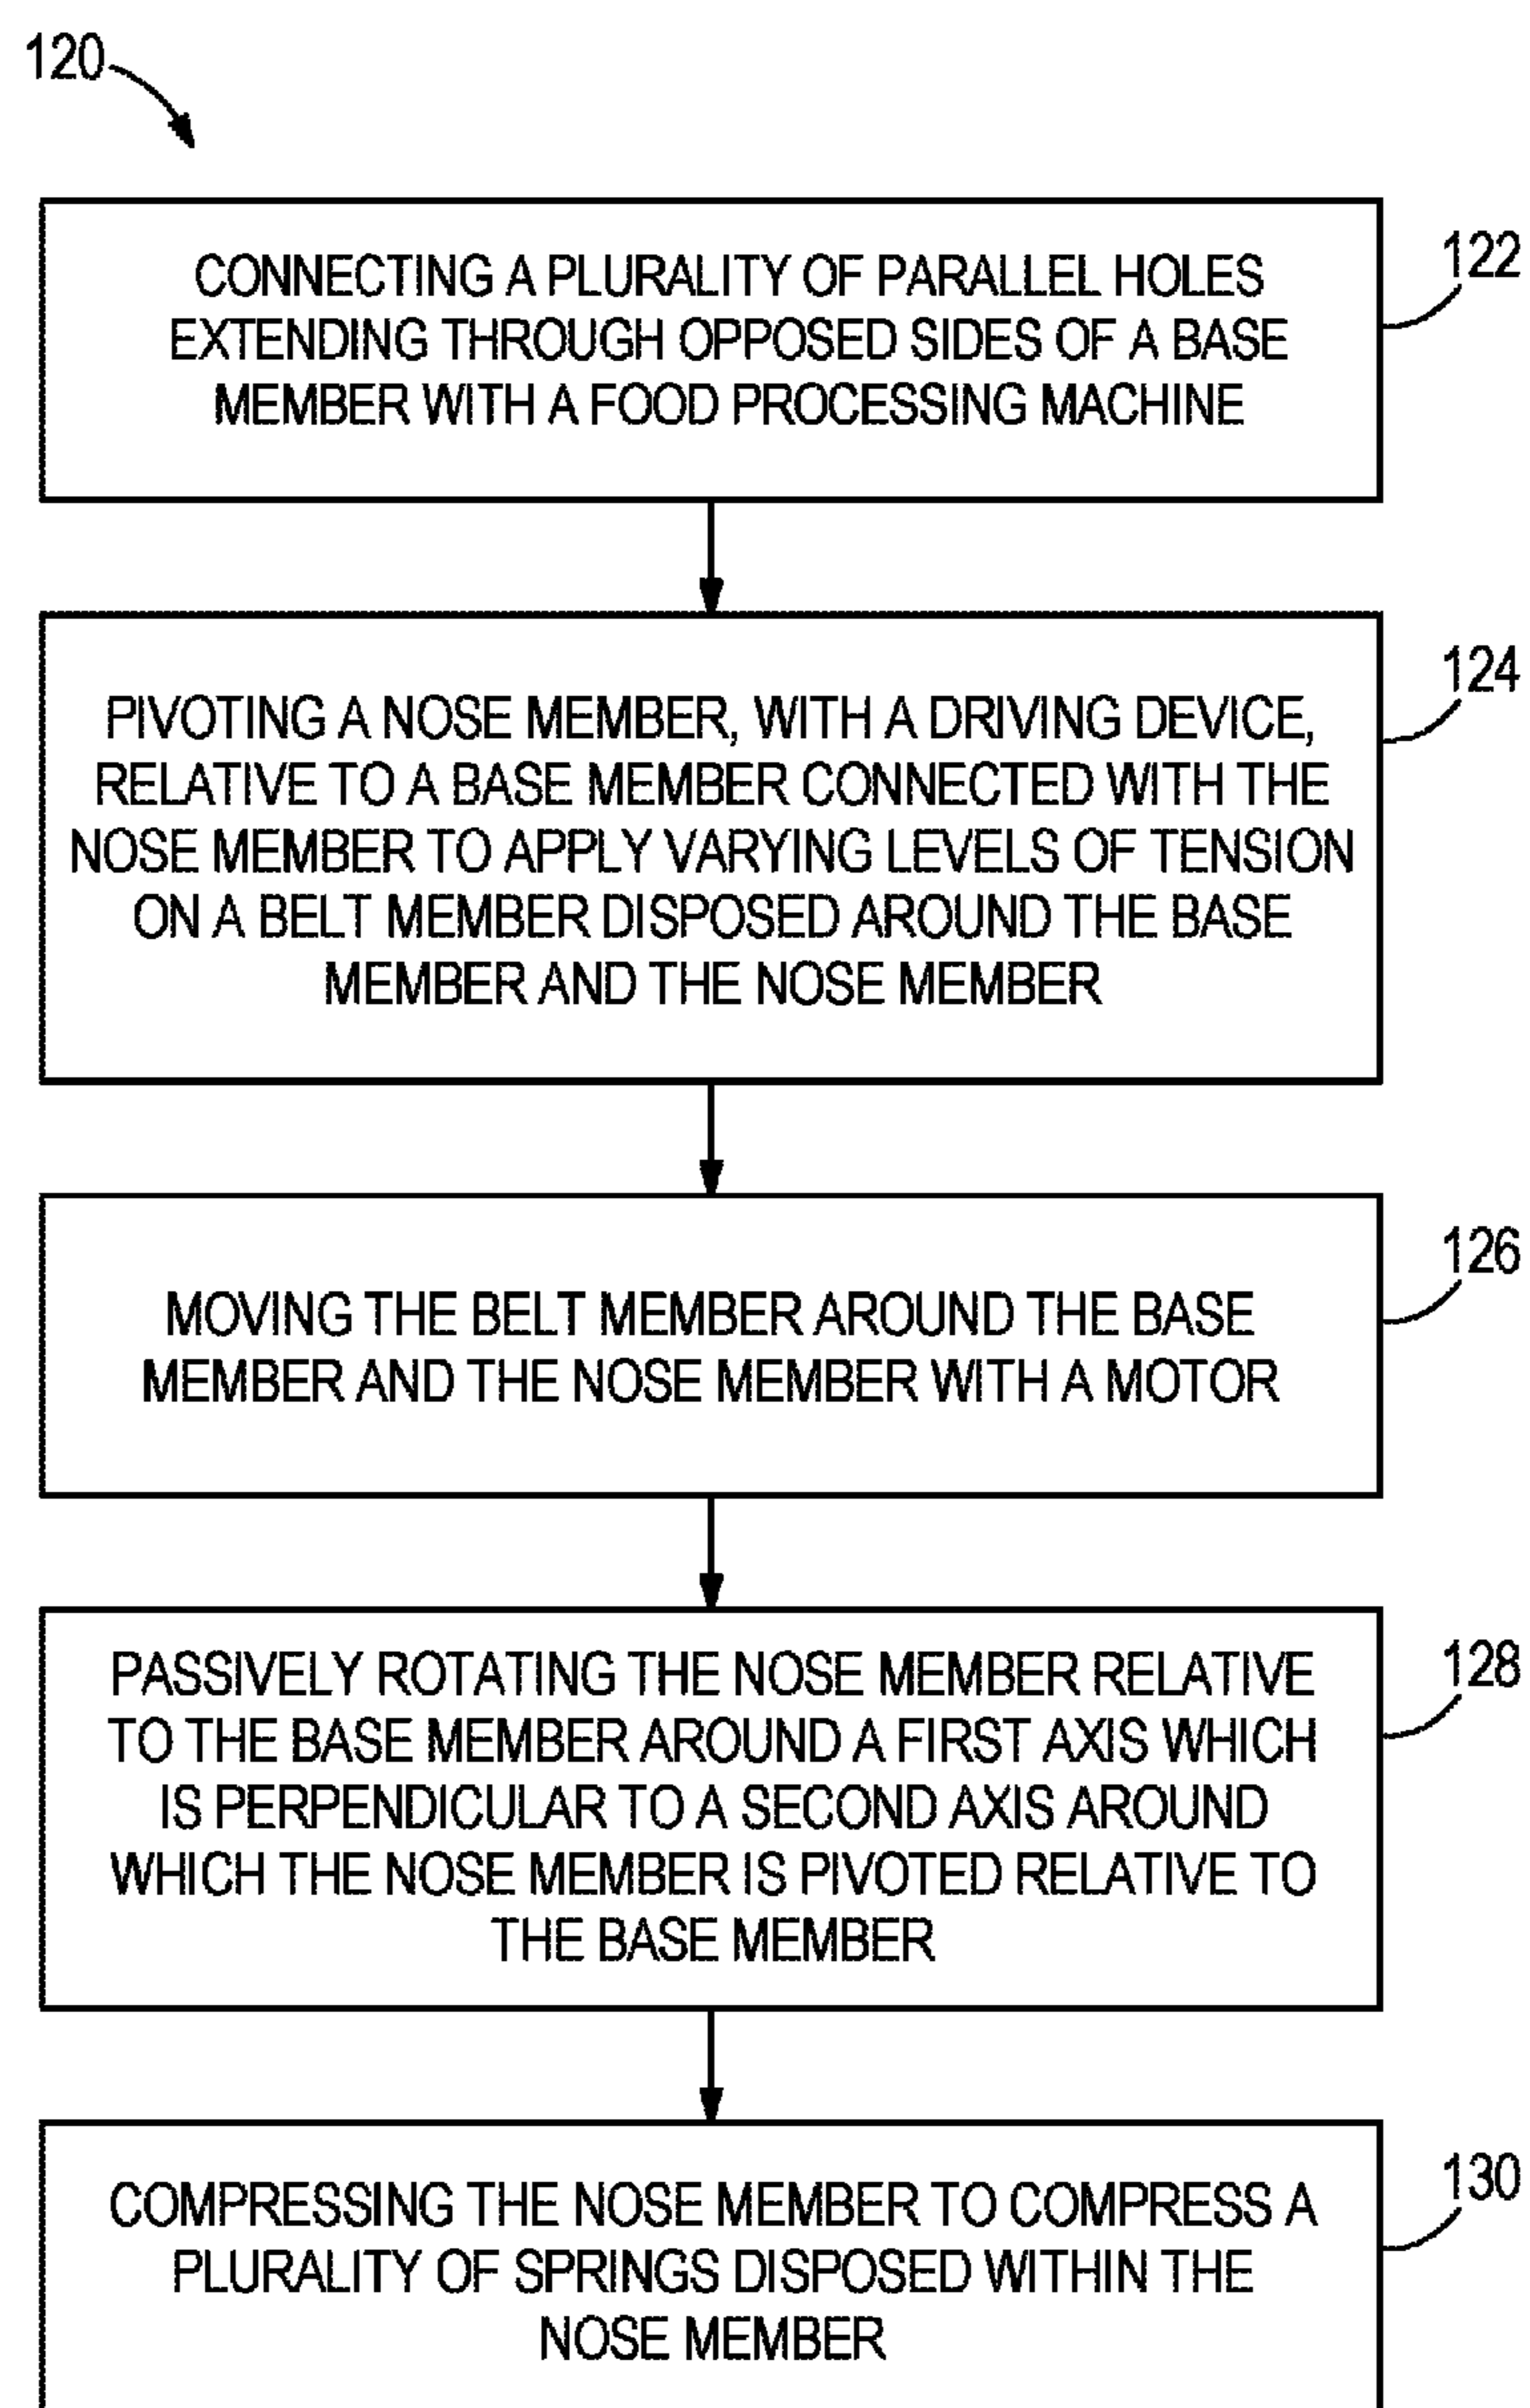 120
CONNECTING A PLURALITY OF PARALLEL HOLES
EXTENDING THROUGH OPPOSED SIDES OF A BASE
MEMBER WITH A FOOD PROCESSING MACHINE
122
PIVOTING A NOSE MEMBER, WITH A DRIVING DEVICE,
RELATIVE TO A BASE MEMBER CONNECTED WITH THE
NOSE MEMBER TO APPLY VARYING LEVELS OF TENSION
ON A BELT MEMBER DISPOSED AROUND THE BASE
MEMBER AND THE NOSE MEMBER
124
MOVING THE BELT MEMBER AROUND THE BASE
MEMBER AND THE NOSE MEMBER WITH A MOTOR
126
PASSIVELY ROTATING THE NOSE MEMBER RELATIVE
TO THE BASE MEMBER AROUND A FIRST AXIS WHICH
IS PERPENDICULAR TO A SECOND AXIS AROUND
WHICH THE NOSE MEMBER IS PIVOTED RELATIVE TO
THE BASE MEMBER
128
COMPRESSING THE NOSE MEMBER TO COMPRESS A
PLURALITY OF SPRINGS DISPOSED WITHIN THE
NOSE MEMBER
130